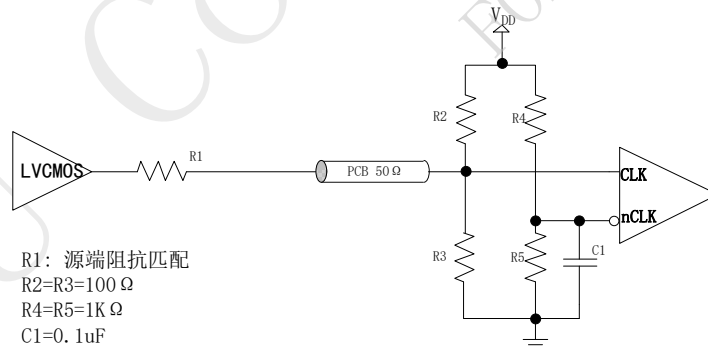 V_DD
R2
R4
LVCMOS
R1
PCB 50Ω
CLK
nCLK
R3
R5
C1
R1: 源端阻抗匹配
R2=R3=100Ω
R4=R5=1KΩ
C1=0.1uF